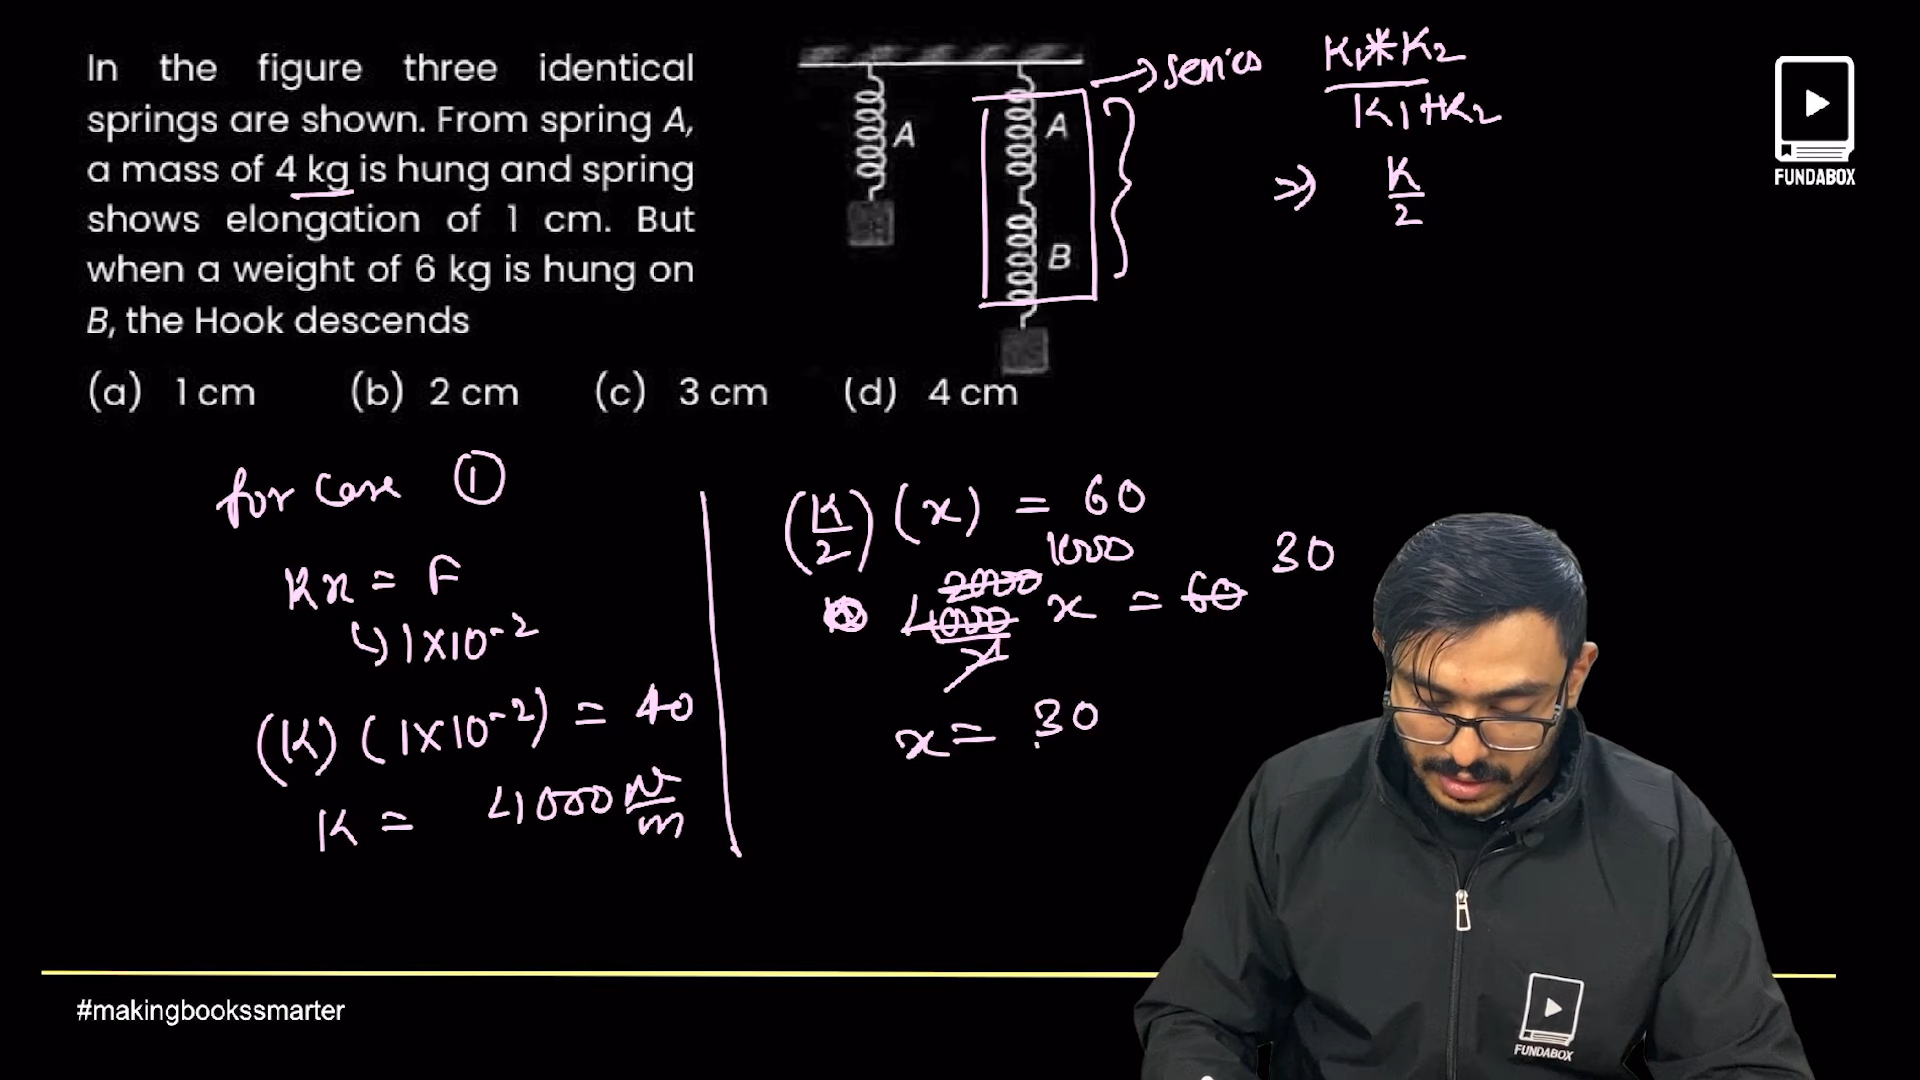 In the figure three identical
springs are shown. From spring A,
a mass of 4 kg is hung and spring
shows elongation of 1 cm. But
when a weight of 6 kg is hung on
B, the Hook descends
(a) 1 cm (b) 2 cm (c) 3 cm (d) 4 cm
A
A
B
→ series
K1*K2
K1+K2
⇒ K/2
FUNDABOX
for case ①
Kx = F
↳ 1×10-2
(K) (1×10-2) = 40
K = 4000 N/m
(K/2) (x) = 60
1000
2000
4000 x = 60 30
2
x = 30
#makingbookssmarter
FUNDABOX